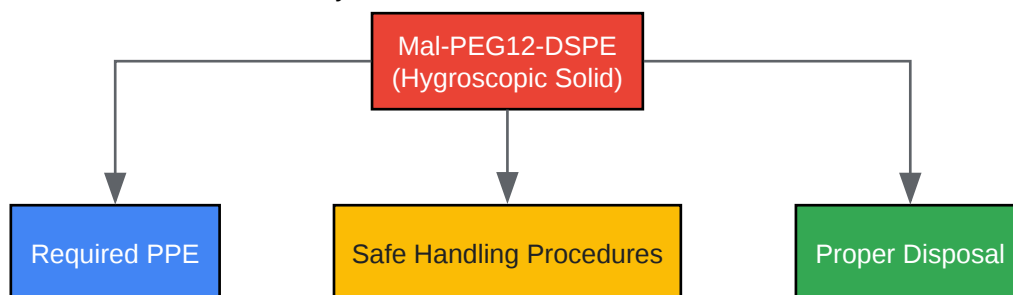 Mal-PEG12-DSPE
(Hygroscopic Solid)
Required PPE
Safe Handling Procedures
Proper Disposal